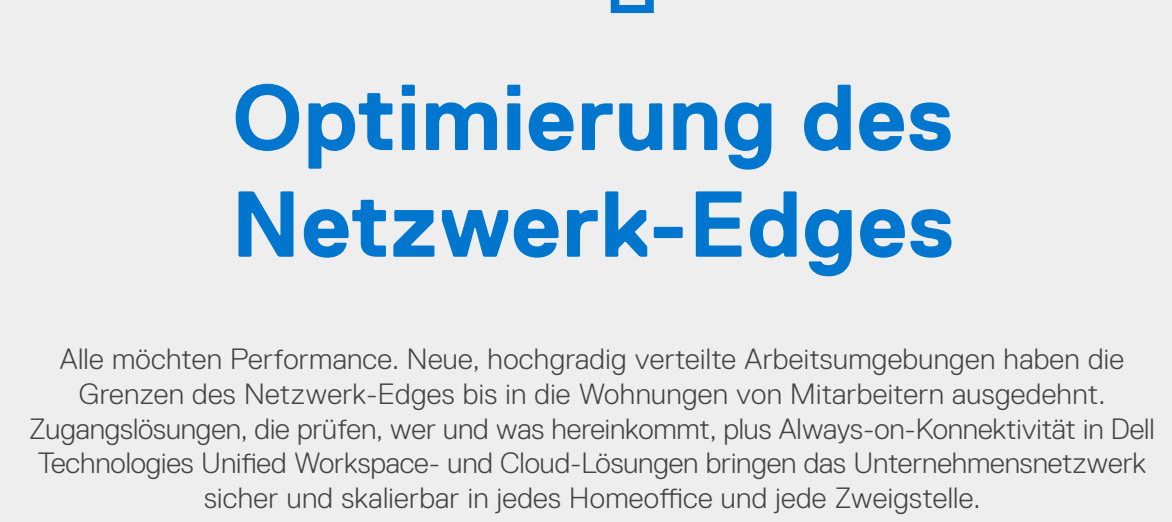 Optimierung des
Netzwerk-Edges
Alle möchten Performance. Neue, hochgradig verteilte Arbeitsumgebungen haben die
Grenzen des Netzwerk-Edges bis in die Wohnungen von Mitarbeitern ausgedehnt.
Zugangslösungen, die prüfen, wer und was hereinkommt, plus Always-on-Konnektivität in Dell
Technologies Unified Workspace- und Cloud-Lösungen bringen das Unternehmensnetzwerk
sicher und skalierbar in jedes Homeoffice und jede Zweigstelle.